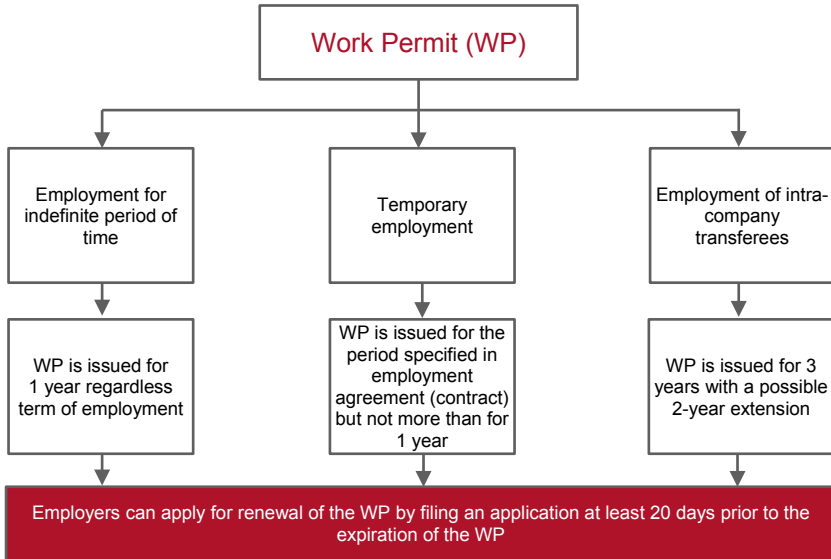 Work Permit (WP)
Employment for
indefinite period of
time
Temporary
employment
Employment of intra-
company
transferees
WP is issued for
1 year regardless
term of employment
WP is issued for the
period specified in
employment
agreement (contract)
but not more than for
1 year
WP is issued for 3
years with a possible
2-year extension
Employers can apply for renewal of the WP by filing an application at least 20 days prior to the
expiration of the WP